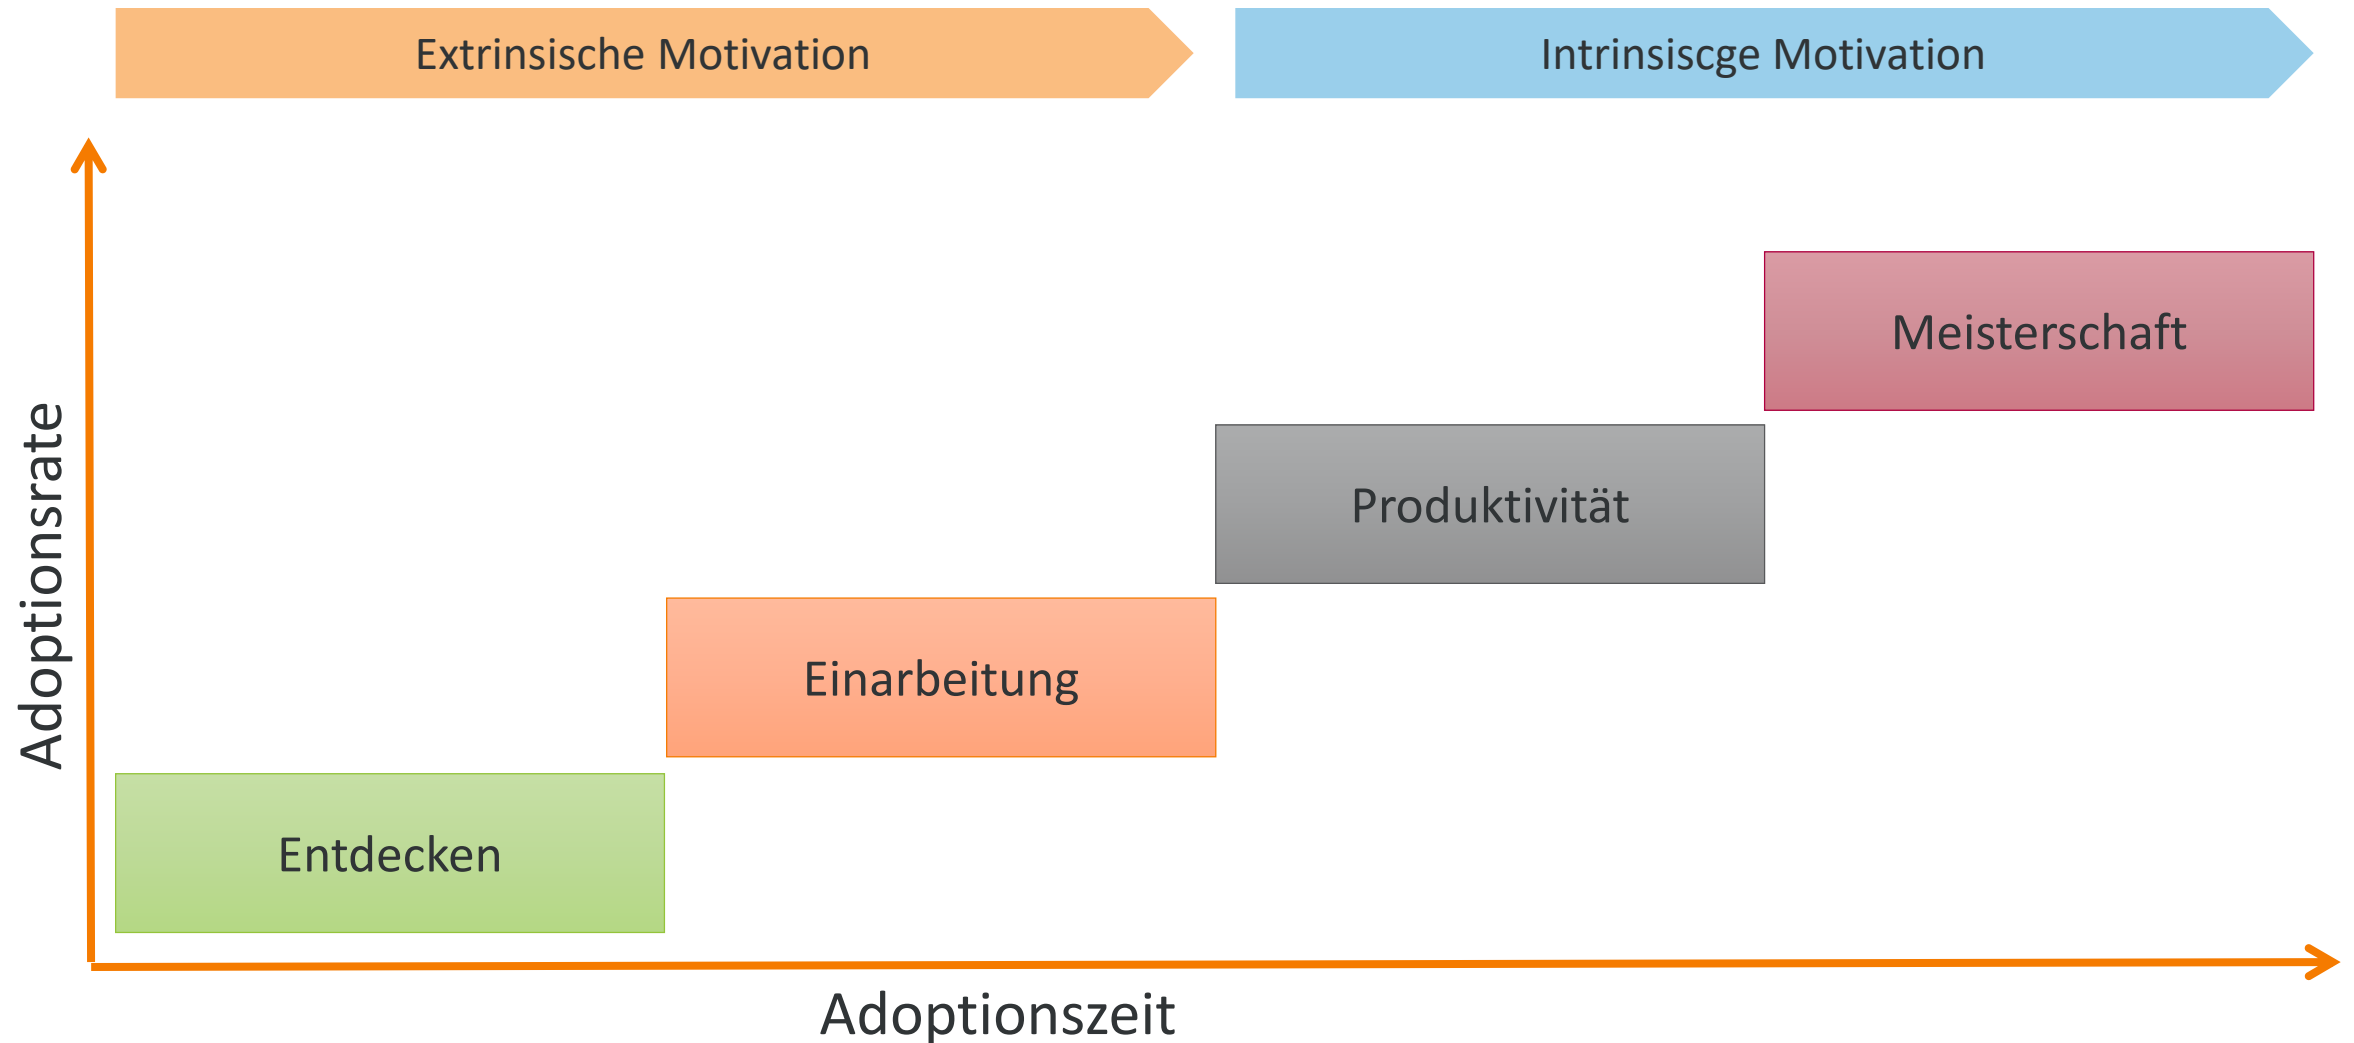 Extrinsische Motivation
Intrinsiscge Motivation
Adoptionsrate
Meisterschaft
Produktivität
Einarbeitung
Entdecken
Adoptionszeit